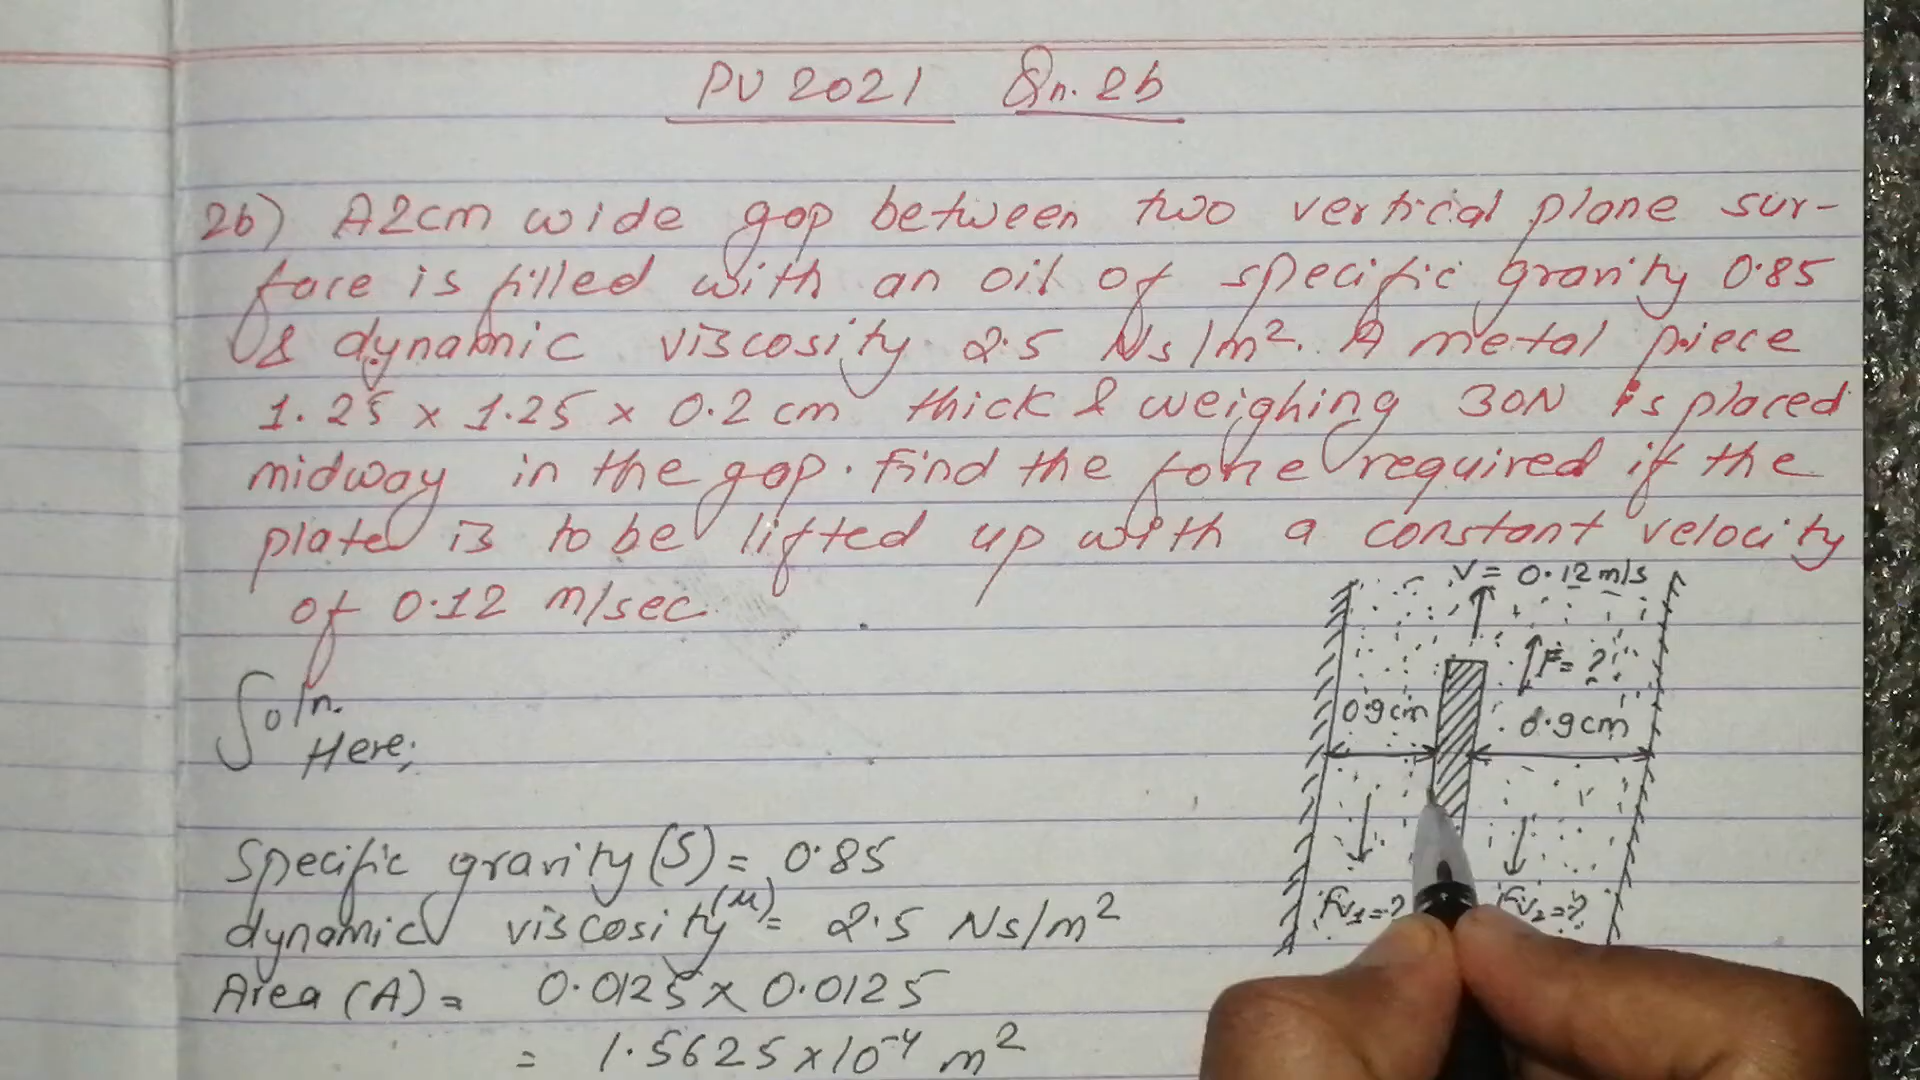 PU 2021 Qn. 2b
2b) A 2cm wide gap between two vertical plane sur-
face is filled with an oil of specific gravity 0.85
& dynamic viscosity 2.5 Ns/m². A metal piece
1.25 x 1.25 x 0.2 cm thick & weighing 30N is placed
midway in the gap. Find the force required if the
plate is to be lifted up with a constant velocity
of 0.12 m/sec.
V = 0.12 m/s
F = ?
0.9cm
0.9cm
Fv1 = ?
Fv2 = ?
Soln.
Here;
Specific gravity (S) = 0.85
dynamic viscosity (μ) = 2.5 Ns/m²
Area (A) = 0.0125 x 0.0125
= 1.5625 x 10⁻⁴ m²